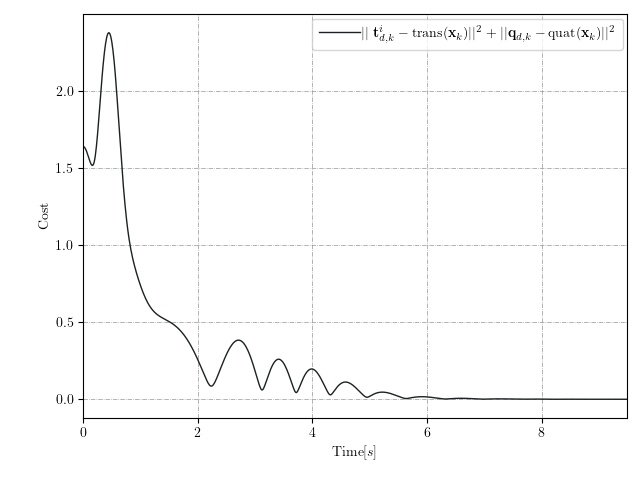 || t^i_{d,k} − trans(x_k)||^2 + ||q_{d,k} − quat(x_k)||^2
2.0
1.5
1.0
0.5
0.0
Cost
0 2 4 6 8
Time[s]